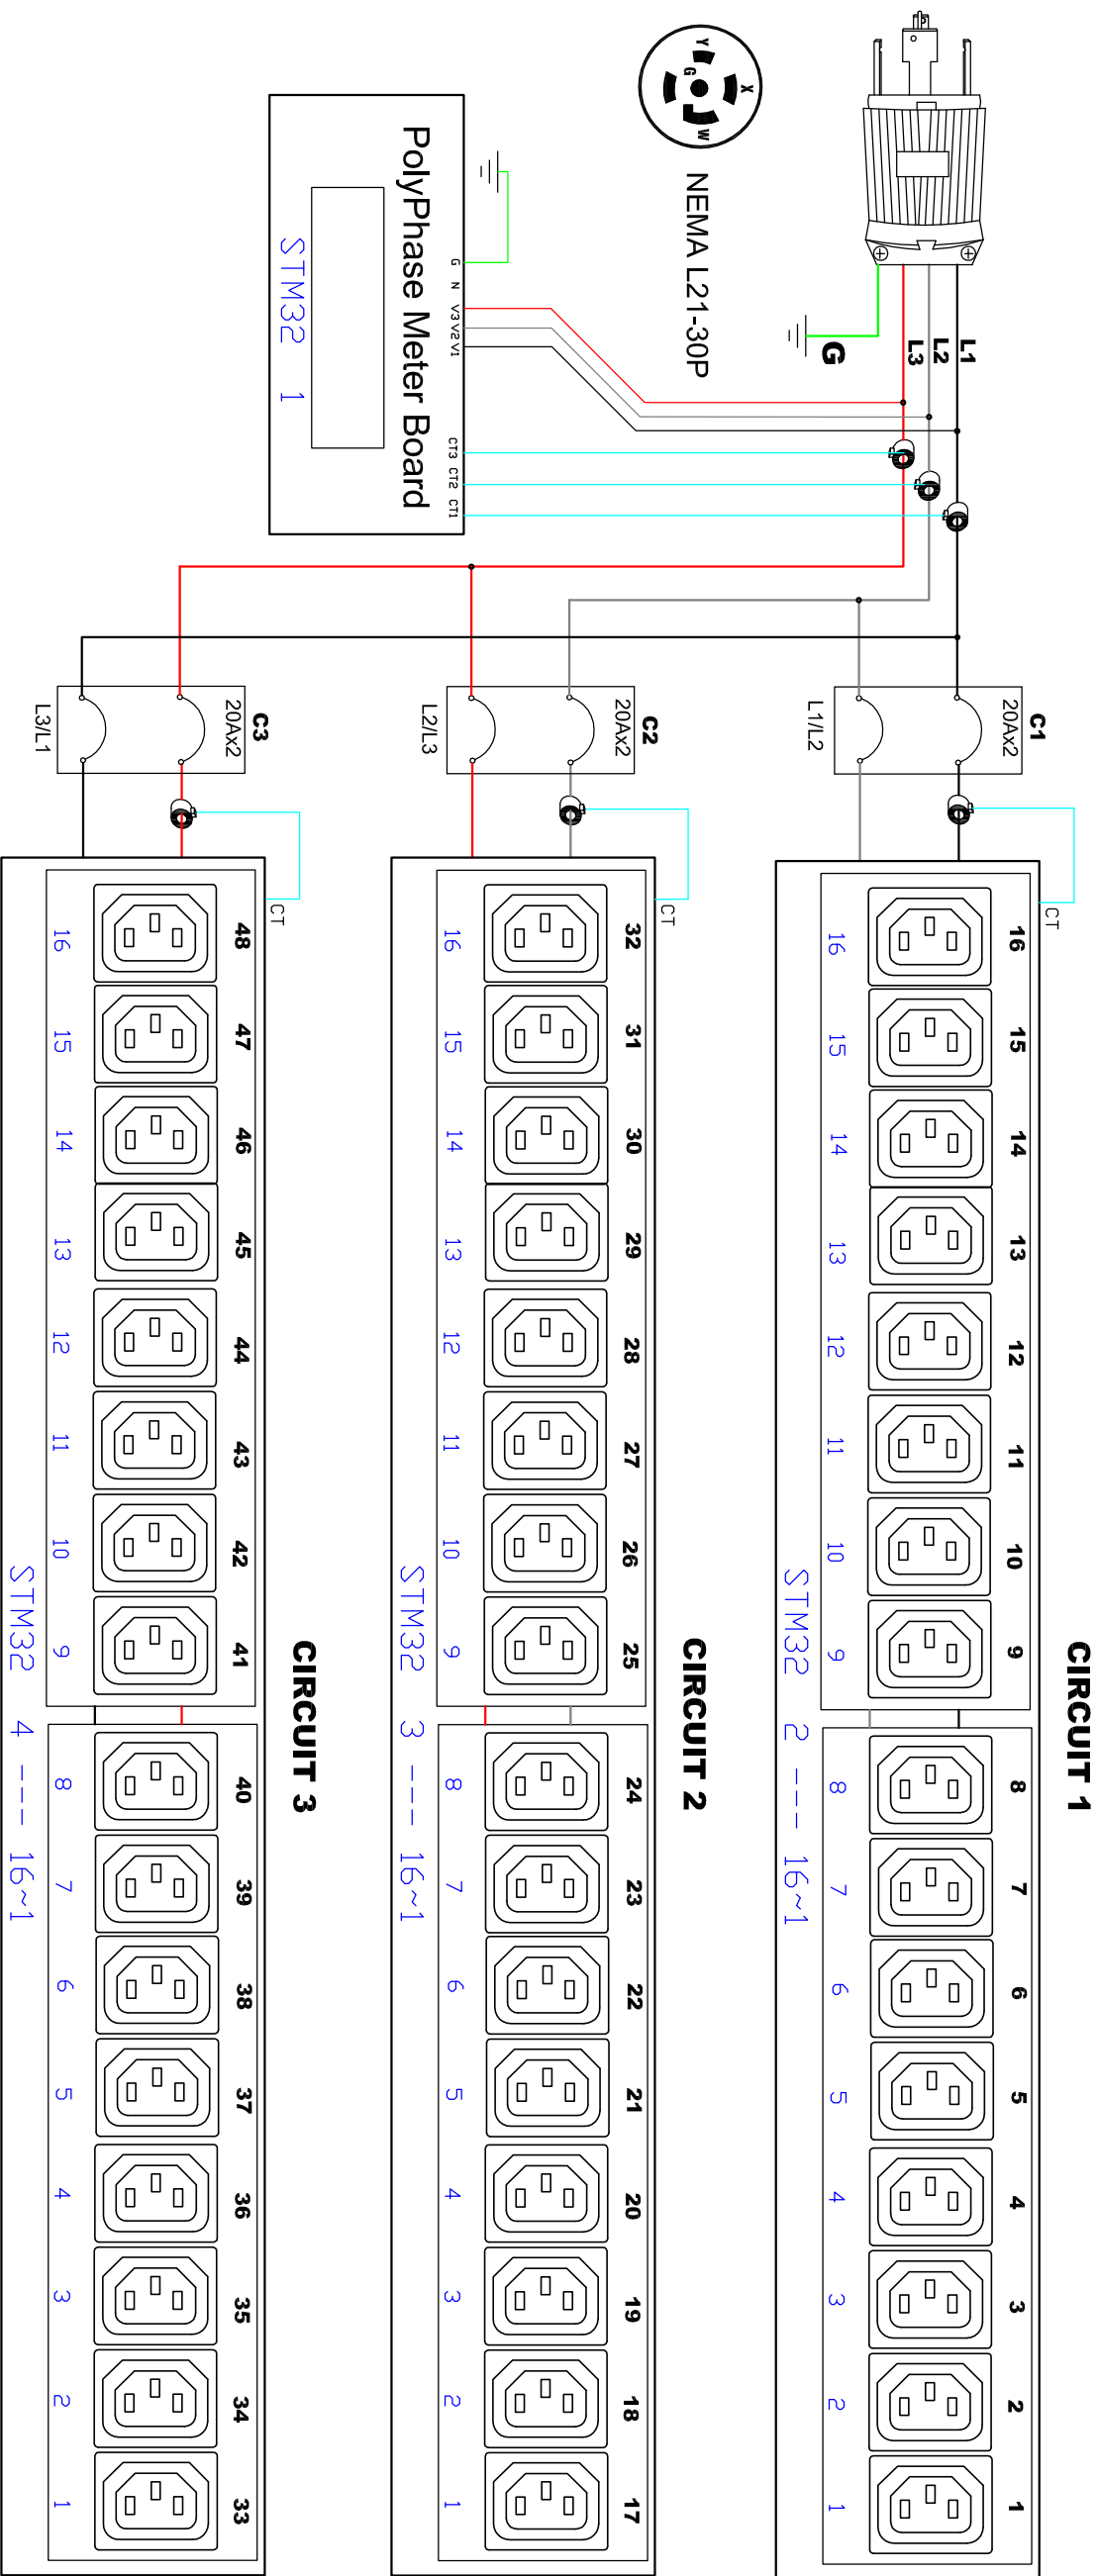 L1
L2
L3
G
NEMA L21-30P
X
Y
G
W
PolyPhase Meter Board
STM32 1
G N V3 V2 V1 CT3 CT2 CT1
C1
20Ax2
L1/L2
CT
CIRCUIT 1
16 15 14 13 12 11 10 9 8 7 6 5 4 3 2 1
16 15 14 13 12 11 10 9 8 7 6 5 4 3 2 1
STM32 2 --- 16~1
C2
20Ax2
L2/L3
CT
CIRCUIT 2
32 31 30 29 28 27 26 25 24 23 22 21 20 19 18 17
16 15 14 13 12 11 10 9 8 7 6 5 4 3 2 1
STM32 3 --- 16~1
C3
20Ax2
L3/L1
CT
CIRCUIT 3
48 47 46 45 44 43 42 41 40 39 38 37 36 35 34 33
16 15 14 13 12 11 10 9 8 7 6 5 4 3 2 1
STM32 4 --- 16~1